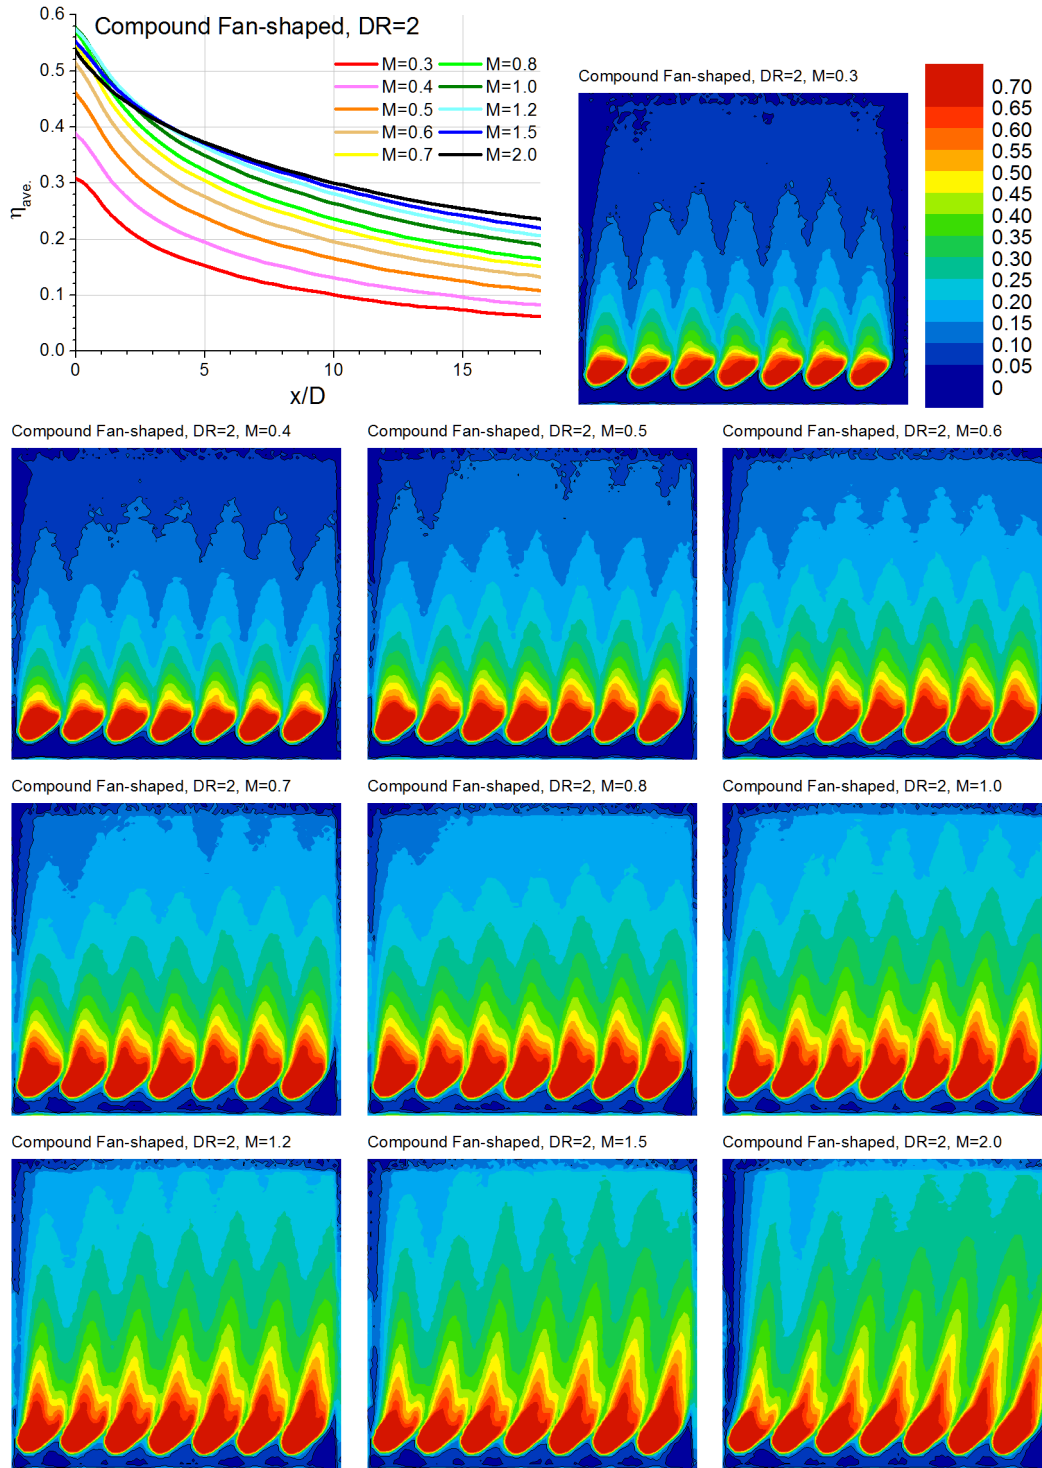 Compound Fan-shaped, DR=2
0.6
0.5
0.4
0.3
0.2
0.1
0.0
ηave.
M=0.3 M=0.8
M=0.4 M=1.0
M=0.5 M=1.2
M=0.6 M=1.5
M=0.7 M=2.0
0 5 10 15
x/D
Compound Fan-shaped, DR=2, M=0.3
0.70
0.65
0.60
0.55
0.50
0.45
0.40
0.35
0.30
0.25
0.20
0.15
0.10
0.05
0
Compound Fan-shaped, DR=2, M=0.4
Compound Fan-shaped, DR=2, M=0.5
Compound Fan-shaped, DR=2, M=0.6
Compound Fan-shaped, DR=2, M=0.7
Compound Fan-shaped, DR=2, M=0.8
Compound Fan-shaped, DR=2, M=1.0
Compound Fan-shaped, DR=2, M=1.2
Compound Fan-shaped, DR=2, M=1.5
Compound Fan-shaped, DR=2, M=2.0